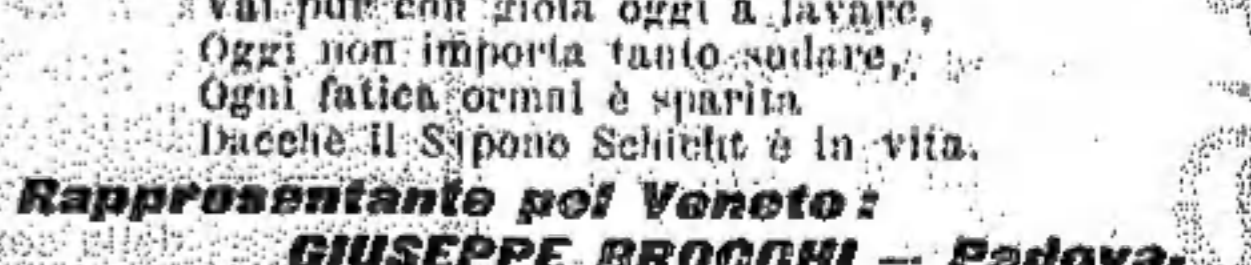 Vai pur con gioia oggi a lavare,
Oggi non importa tanto sudare,
Ogni fatica ormai è sparita
Dacchè il Sapono Schicht è in vita.
Rappresentante pel Veneto:
GIUSEPPE BROCCHI — Padova.